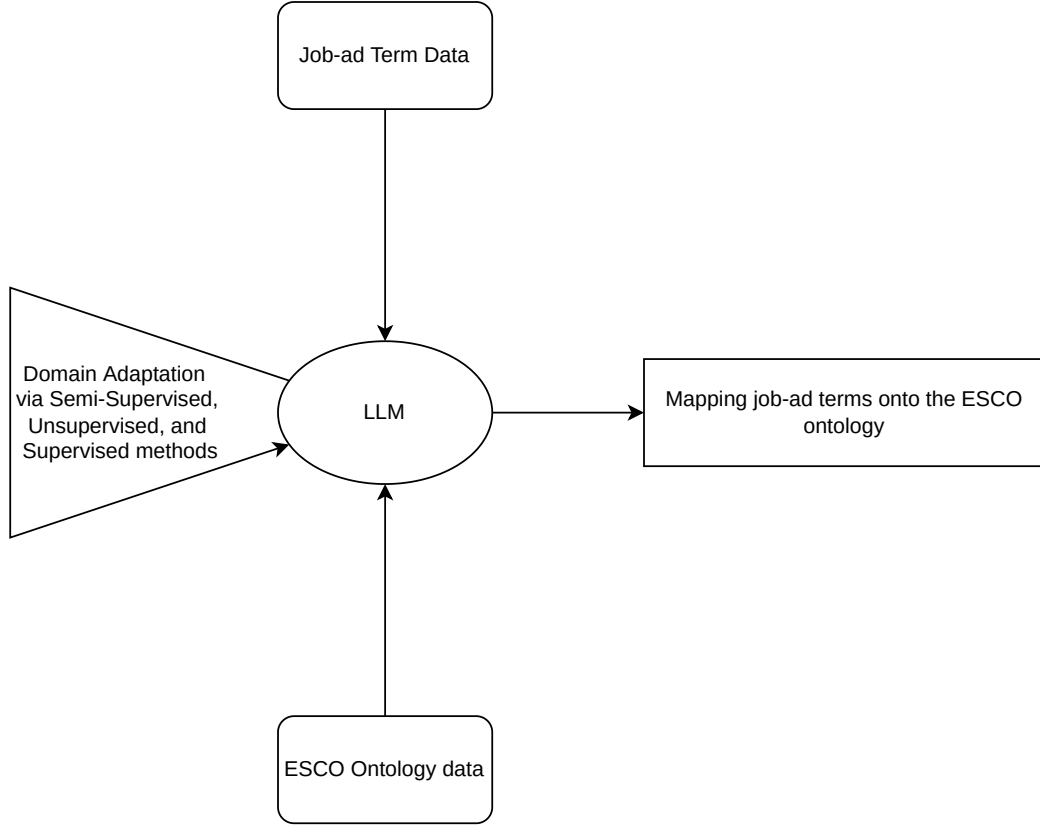 Job-ad Term Data
Domain Adaptation
via Semi-Supervised,
Unsupervised, and
Supervised methods
LLM
Mapping job-ad terms onto the ESCO
ontology
ESCO Ontology data